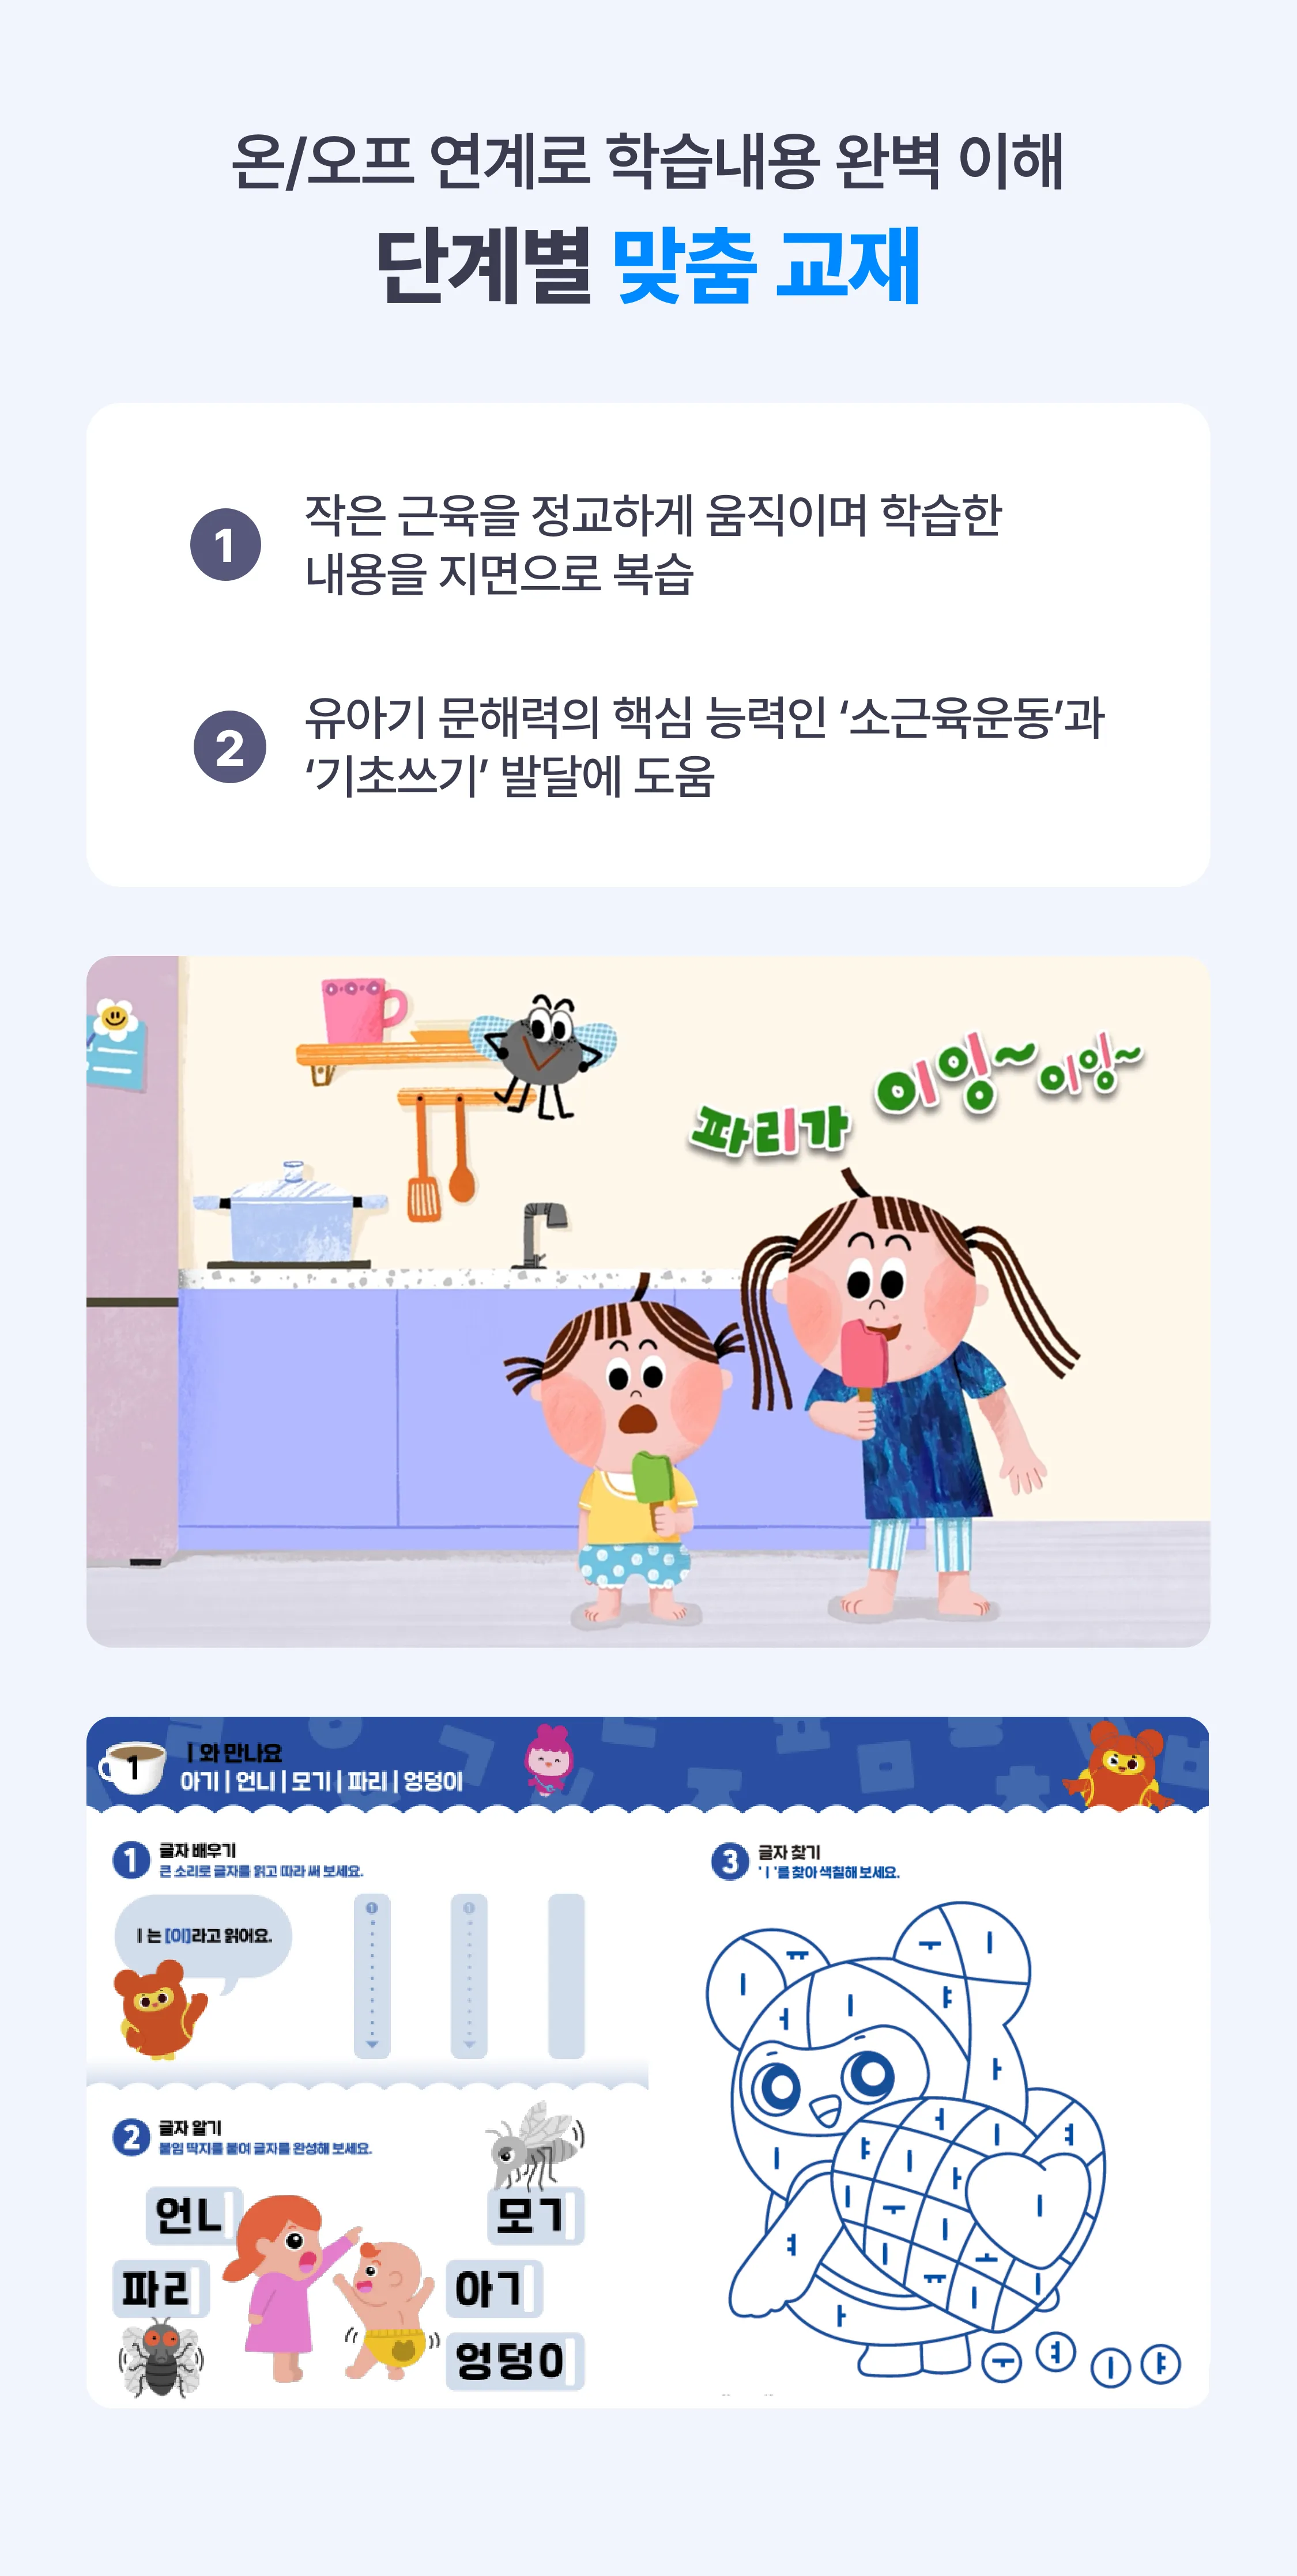 온/오프 연계로 학습내용 완벽 이해
단계별 맞춤 교재
1
작은 근육을 정교하게 움직이며 학습한
내용을 지면으로 복습
2
유아기 문해력의 핵심 능력인 ‘소근육운동’과
‘기초쓰기’ 발달에 도움
파리가 이잉~이잉~
1
ㅣ와 만나요
아기 | 언니 | 모기 | 파리 | 엉덩이
1 글자 배우기
큰 소리로 글자를 읽고 따라 써 보세요.
ㅣ는 [이]라고 읽어요.
1 1
2 글자 알기
붙임 딱지를 붙여 글자를 완성해 보세요.
언ㄴ
모ㄱ
파ㄹ
아ㄱ
엉덩ㅇ
3 글자 찾기
'ㅣ'를 찾아 색칠해 보세요.
ㅠ ㅜ ㅣ
ㅣ ㅓ ㅣ ㅑ
ㅏ
ㅓ ㅣ ㅕ
ㅣ ㅑ ㅣ ㅏ
ㅣ ㅜ ㅣ ㅣ
ㅕ ㅣ ㅗ
ㅠ ㅣ ㅣ
ㅏ
ㅜ ㅕ ㅣ ㅑ